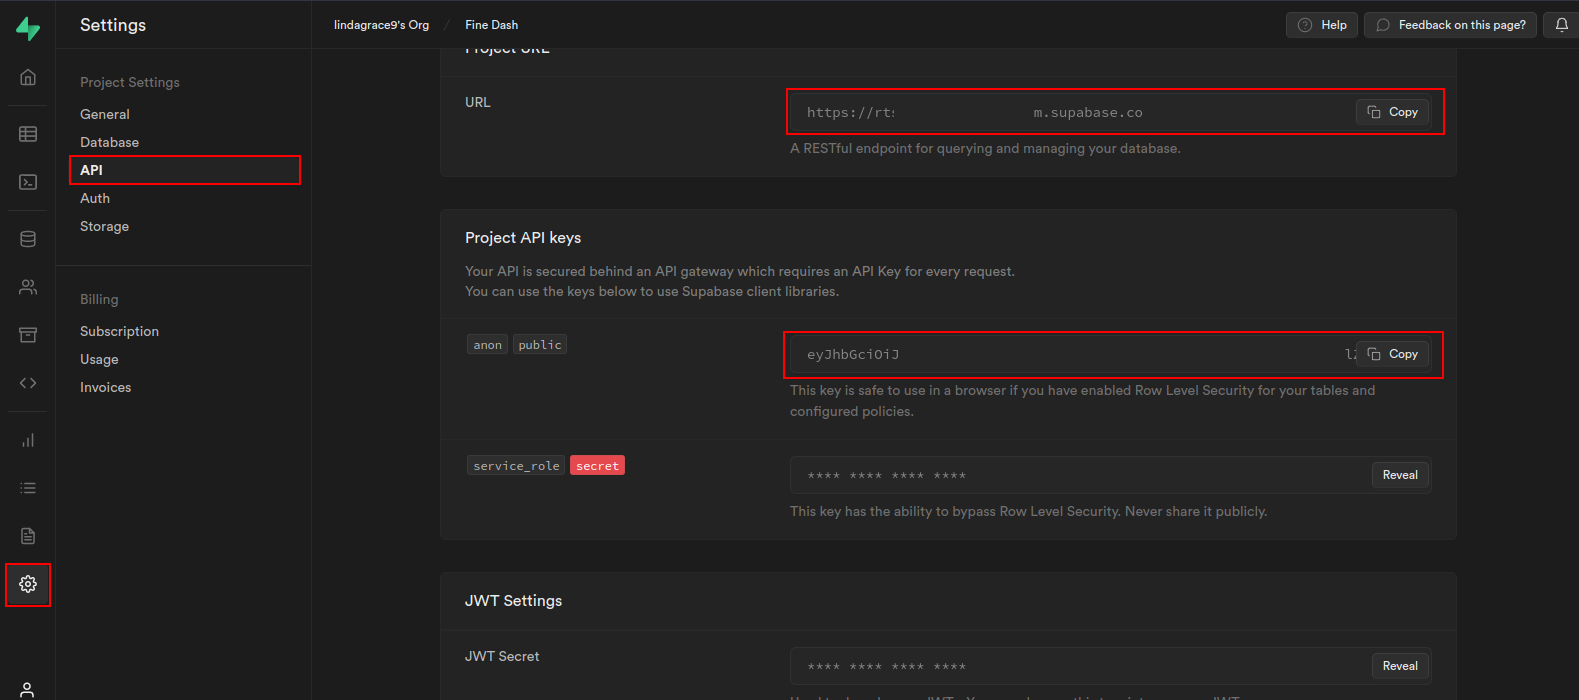 Settings
lindagrace9's Org / Fine Dash
Help
Feedback on this page?
Project Settings
General
Database
API
Auth
Storage
Billing
Subscription
Usage
Invoices
Project URL
URL
https://rt
m.supabase.co
Copy
A RESTful endpoint for querying and managing your database.
Project API keys
Your API is secured behind an API gateway which requires an API Key for every request.
You can use the keys below to use Supabase client libraries.
anon public
eyJhbGciOiJ
Copy
This key is safe to use in a browser if you have enabled Row Level Security for your tables and
configured policies.
service_role secret
**** **** **** ****
Reveal
This key has the ability to bypass Row Level Security. Never share it publicly.
JWT Settings
JWT Secret
**** **** **** ****
Reveal